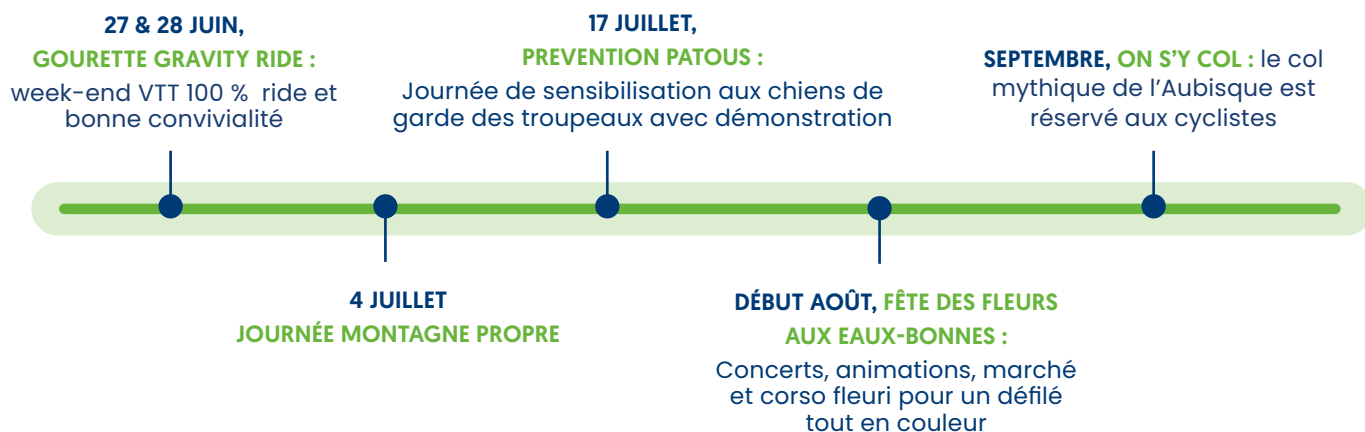 27 & 28 JUIN,
GOURETTE GRAVITY RIDE :
week-end VTT 100 % ride et
bonne convivialité
4 JUILLET
JOURNÉE MONTAGNE PROPRE
17 JUILLET,
PREVENTION PATOUS :
Journée de sensibilisation aux chiens de
garde des troupeaux avec démonstration
DÉBUT AOÛT, FÊTE DES FLEURS
AUX EAUX-BONNES :
Concerts, animations, marché
et corso fleuri pour un défilé
tout en couleur
SEPTEMBRE, ON S’Y COL : le col
mythique de l’Aubisque est
réservé aux cyclistes